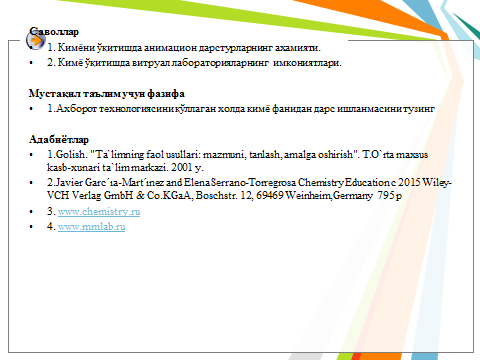 Саволлар
• 1. Кимёни ўқитишда анимацион дарстурларнинг ахамияти.
• 2. Кимё ўқитишда витруал лабораторияларнинг имкониятлари.
Мустақил таълим учун фазифа
• 1.Ахборот технологиясини қўллаган холда кимё фанидан дарс ишланмасини тузинг
Адабиётлар
• 1.Golish. "Ta`limning faol usullari: mazmuni, tanlash, amalga oshirish". T.O`rta maxsus
kasb-xunari ta`lim markazi. 2001 y.
• 2.Javier Garc´ıa-Mart´ınez and Elena Serrano-Torregrosa Chemistry Education c 2015 Wiley-
VCH Verlag GmbH & Co.KGaA, Boschstr. 12, 69469 Weinheim,Germany 795 p
• 3. www.chemistry.ru
• 4. www.mmlab.ru